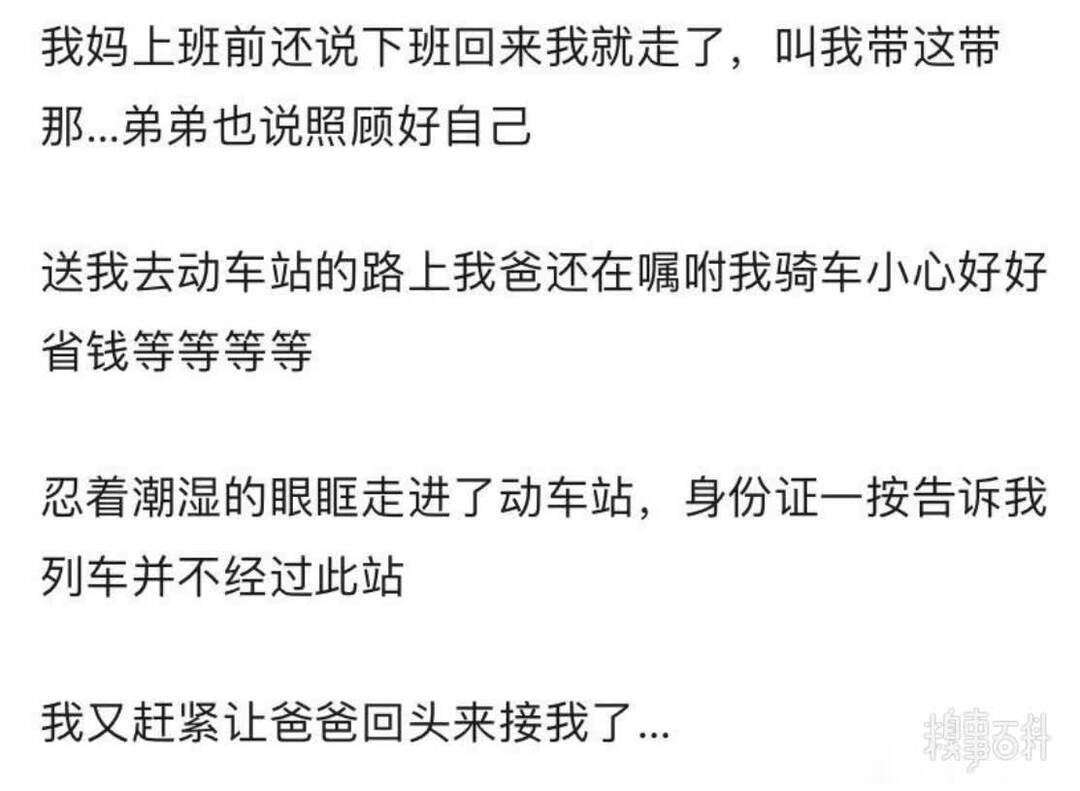 我妈上班前还说下班回来我就走了，叫我带这带
那...弟弟也说照顾好自己
送我去动车站的路上我爸还在嘱咐我骑车小心好好
省钱等等等等
忍着潮湿的眼眶走进了动车站，身份证一按告诉我
列车并不经过此站
我又赶紧让爸爸回头来接我了...
糗事百科